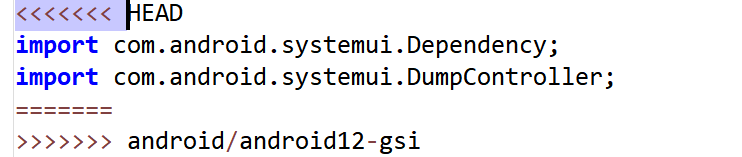 <<<<<<< HEAD
import com.android.systemui.Dependency;
import com.android.systemui.DumpController;
=======
>>>>>>> android/android12-gsi